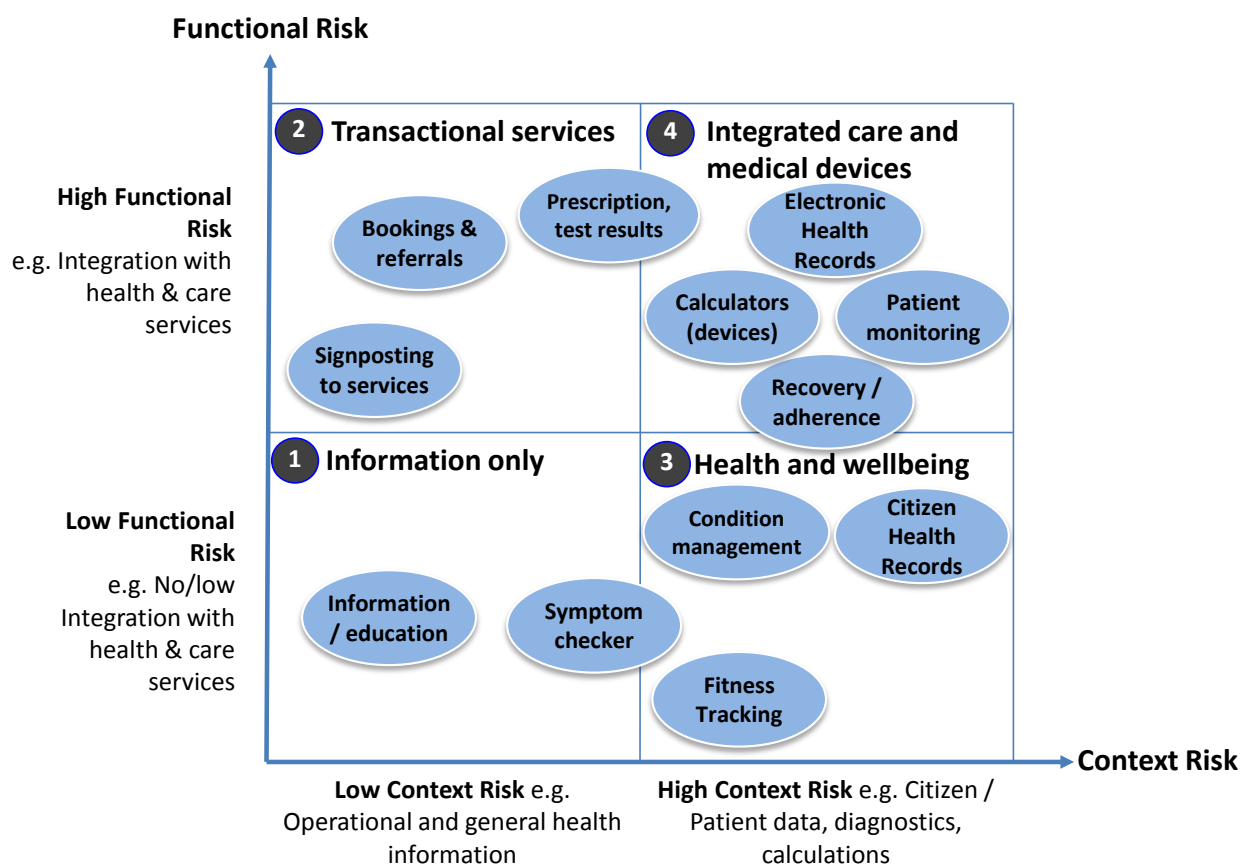 Functional Risk
High Functional
Risk
e.g. Integration with
health & care
services
2
Transactional services
Bookings &
referrals
Prescription,
test results
Signposting
to services
4
Integrated care and
medical devices
Electronic
Health
Records
Calculators
(devices)
Patient
monitoring
Recovery /
adherence
Low Functional
Risk
e.g. No/low
Integration with
health & care
services
1
Information only
Information
/ education
Symptom
checker
3
Health and wellbeing
Condition
management
Citizen
Health
Records
Fitness
Tracking
Context Risk
Low Context Risk e.g.
Operational and general health
information
High Context Risk e.g. Citizen /
Patient data, diagnostics,
calculations